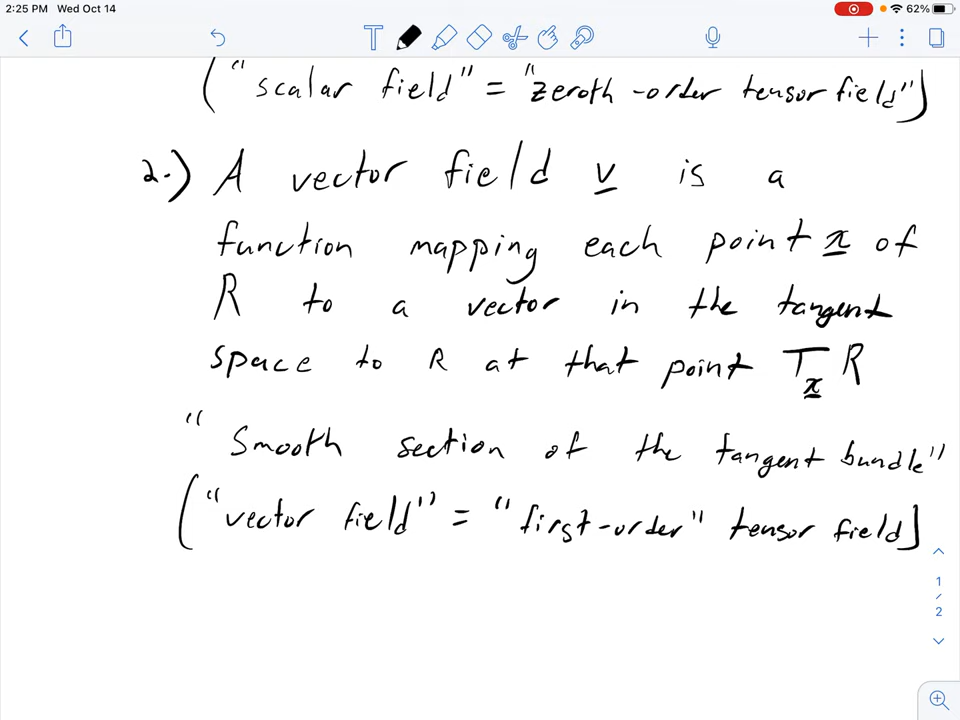 2:25 PM Wed Oct 14
62%
("scalar field" = "zeroth-order tensor field")
2.) A vector field v is a
function mapping each point x of
R to a vector in the tangent
space to R at that point TxR
"Smooth section of the tangent bundle"
("vector field" = "first-order" tensor field)
1
/
2